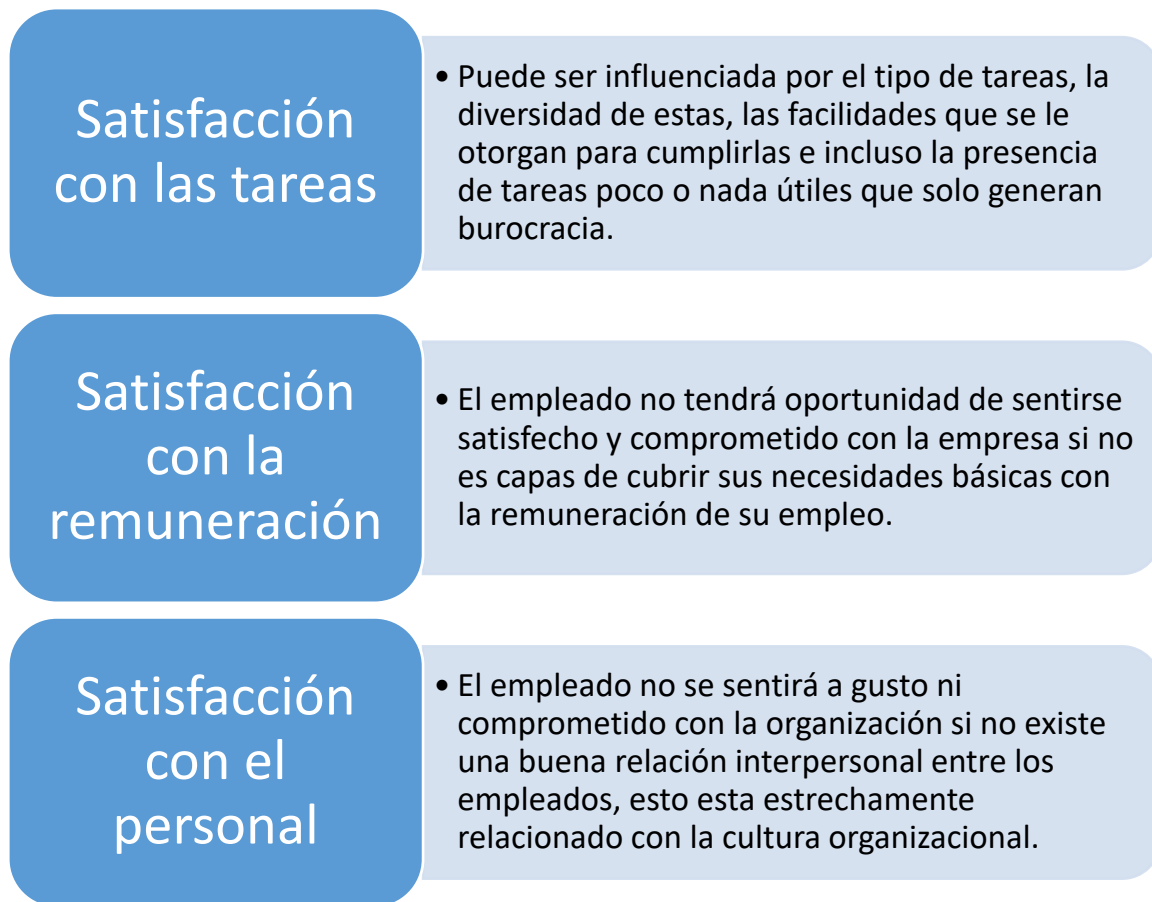 Satisfacción
con las tareas
• Puede ser influenciada por el tipo de tareas, la
diversidad de estas, las facilidades que se le
otorgan para cumplirlas e incluso la presencia
de tareas poco o nada útiles que solo generan
burocracia.
Satisfacción
con la
remuneración
• El empleado no tendrá oportunidad de sentirse
satisfecho y comprometido con la empresa si no
es capas de cubrir sus necesidades básicas con
la remuneración de su empleo.
Satisfacción
con el
personal
• El empleado no se sentirá a gusto ni
comprometido con la organización si no existe
una buena relación interpersonal entre los
empleados, esto esta estrechamente
relacionado con la cultura organizacional.